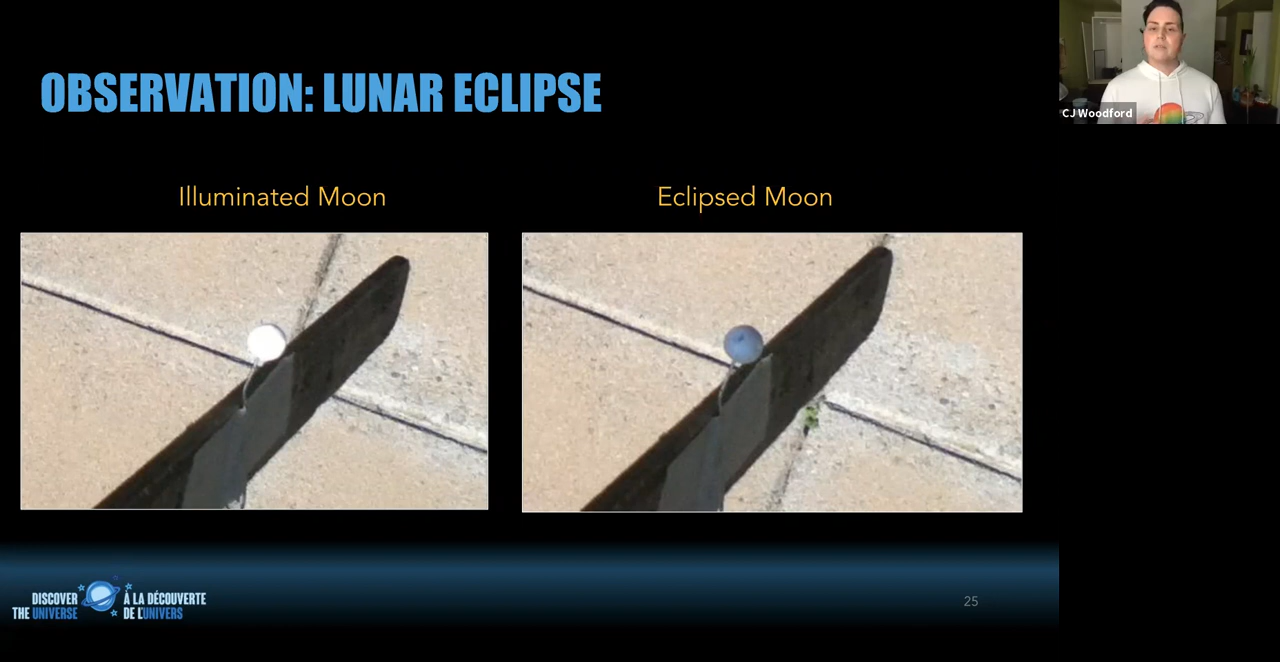 OBSERVATION: LUNAR ECLIPSE
CJ Woodford
Illuminated Moon
Eclipsed Moon
DISCOVER
THE UNIVERSE
À LA DÉCOUVERTE
DE L'UNIVERS
25